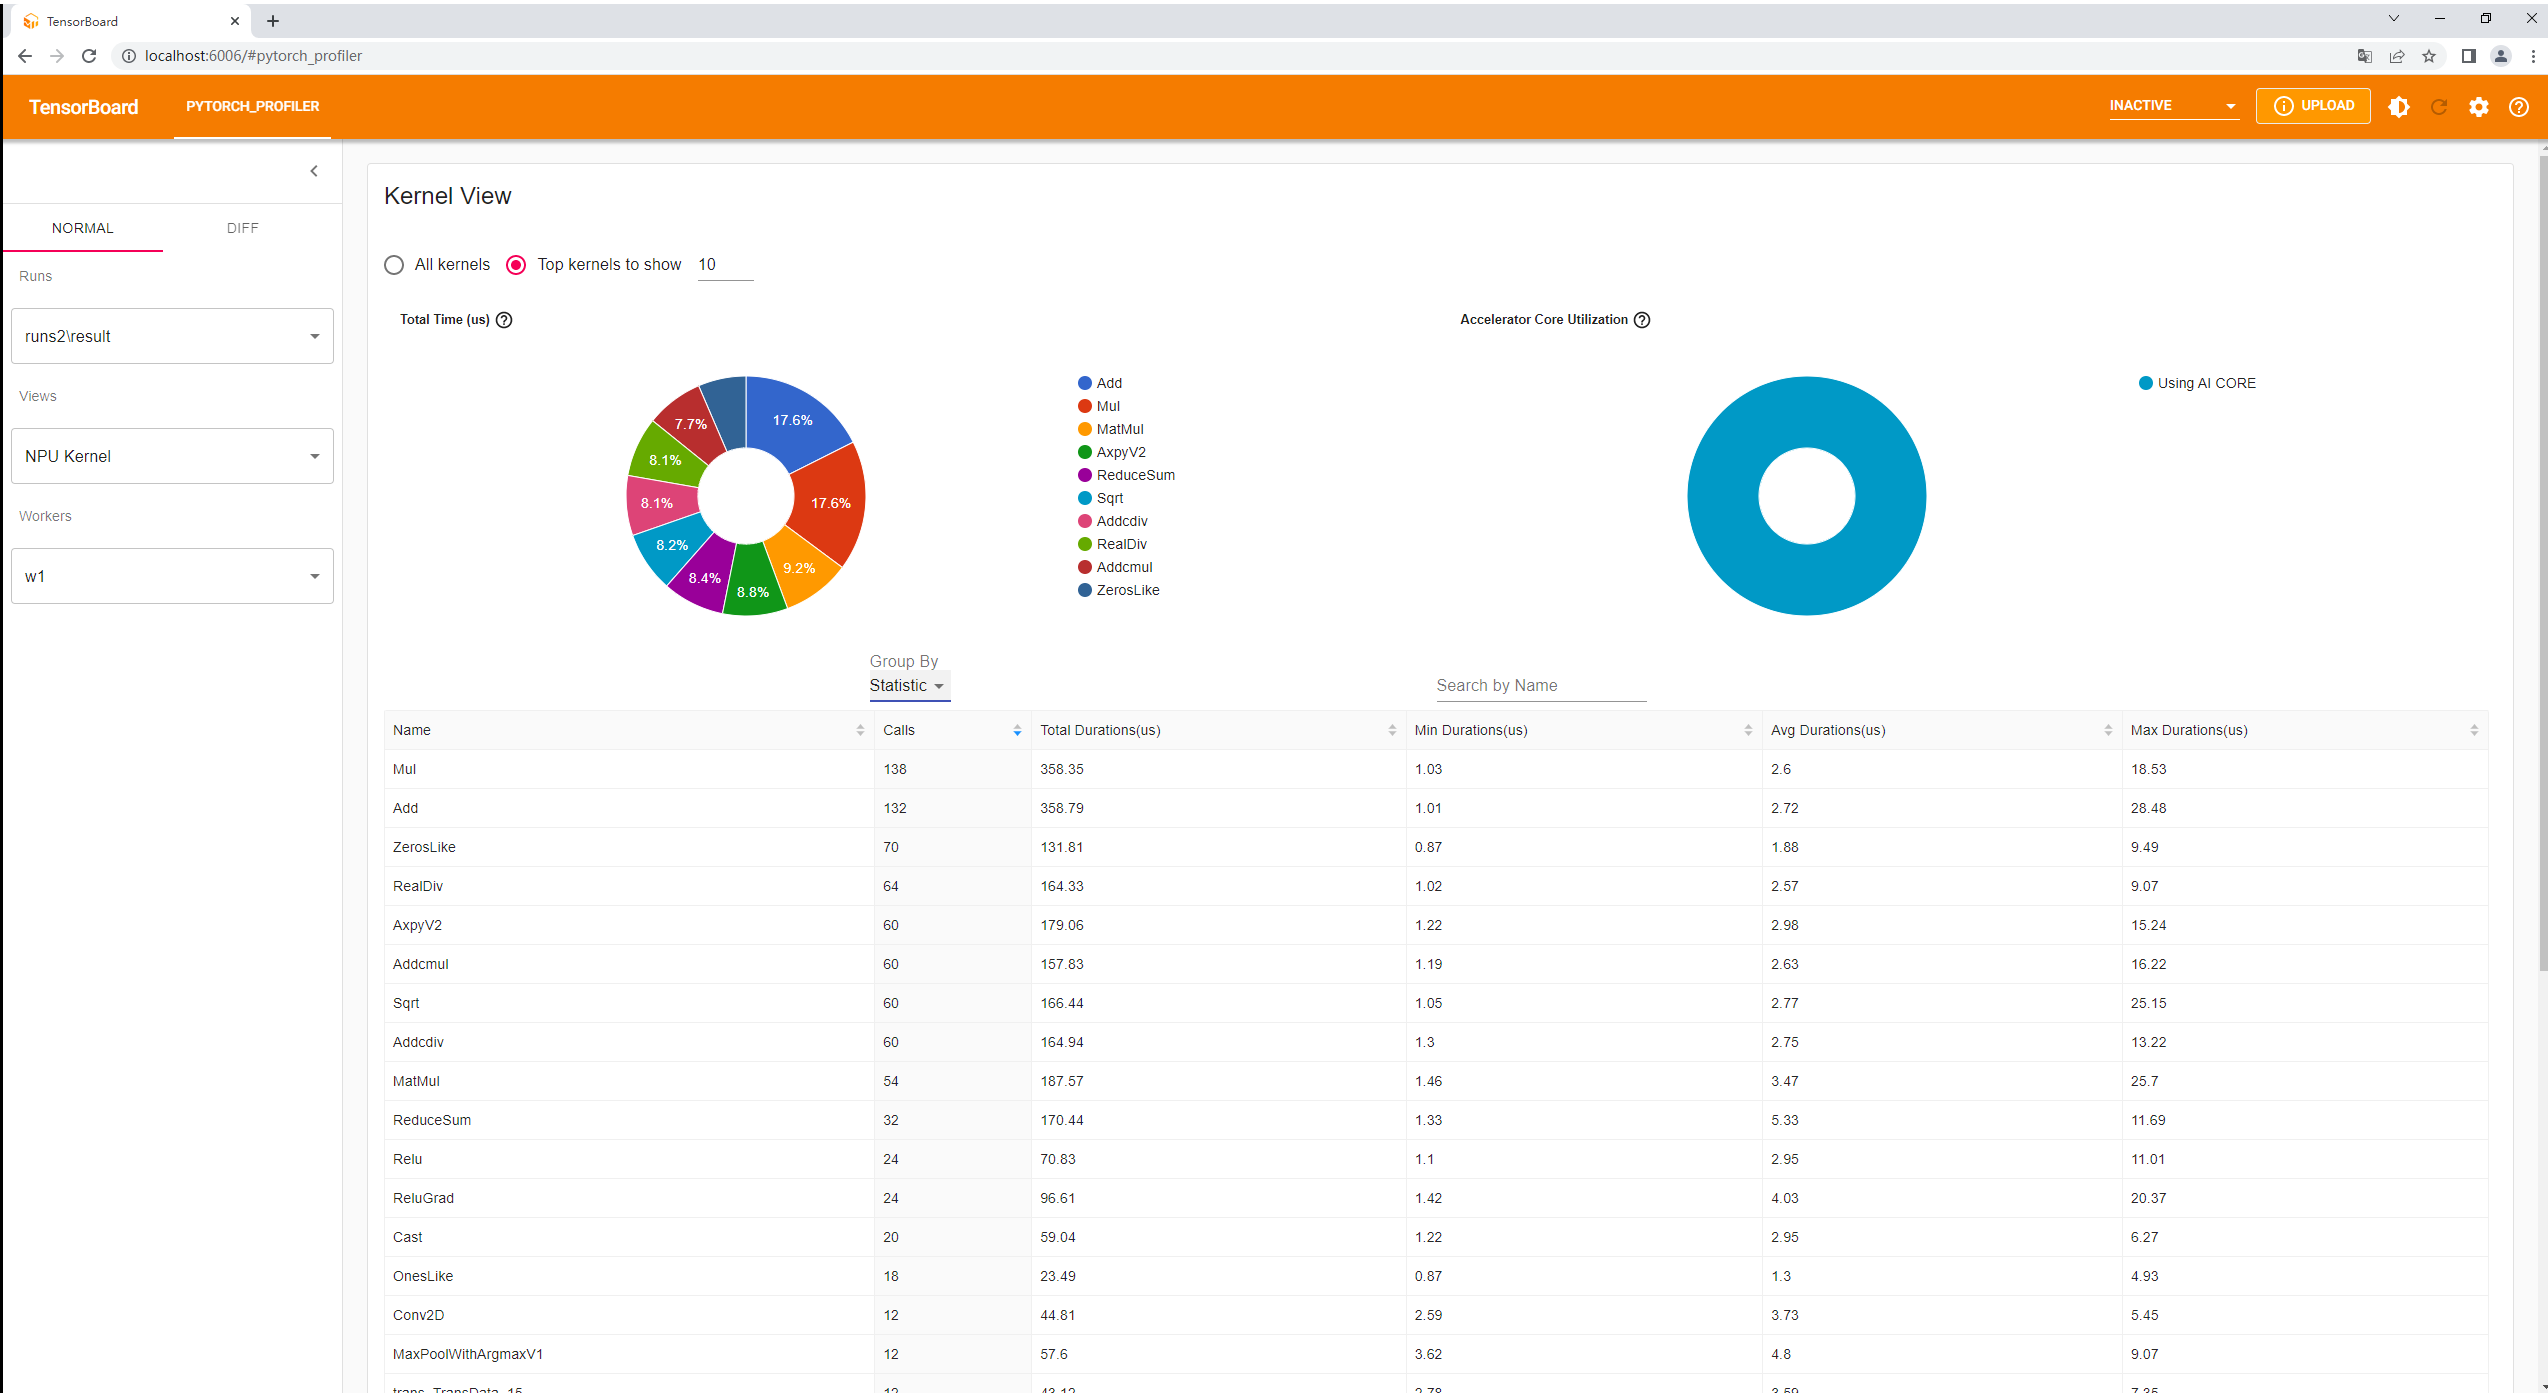 TensorBoard
localhost:6006/#pytorch_profiler
TensorBoard PYTORCH_PROFILER INACTIVE UPLOAD
NORMAL DIFF
Runs
runs2\result
Views
NPU Kernel
Workers
w1
Kernel View
All kernels Top kernels to show 10
Total Time (us)
17.6%
17.6%
9.2%
8.8%
8.4%
8.2%
8.1%
8.1%
7.7%
Add
Mul
MatMul
AxpyV2
ReduceSum
Sqrt
Addcdiv
RealDiv
Addcmul
ZerosLike
Accelerator Core Utilization
Using AI CORE
Group By
Statistic
Search by Name
Name Calls Total Durations(us) Min Durations(us) Avg Durations(us) Max Durations(us)
Mul 138 358.35 1.03 2.6 18.53
Add 132 358.79 1.01 2.72 28.48
ZerosLike 70 131.81 0.87 1.88 9.49
RealDiv 64 164.33 1.02 2.57 9.07
AxpyV2 60 179.06 1.22 2.98 15.24
Addcmul 60 157.83 1.19 2.63 16.22
Sqrt 60 166.44 1.05 2.77 25.15
Addcdiv 60 164.94 1.3 2.75 13.22
MatMul 54 187.57 1.46 3.47 25.7
ReduceSum 32 170.44 1.33 5.33 11.69
Relu 24 70.83 1.1 2.95 11.01
ReluGrad 24 96.61 1.42 4.03 20.37
Cast 20 59.04 1.22 2.95 6.27
OnesLike 18 23.49 0.87 1.3 4.93
Conv2D 12 44.81 2.59 3.73 5.45
MaxPoolWithArgmaxV1 12 57.6 3.62 4.8 9.07